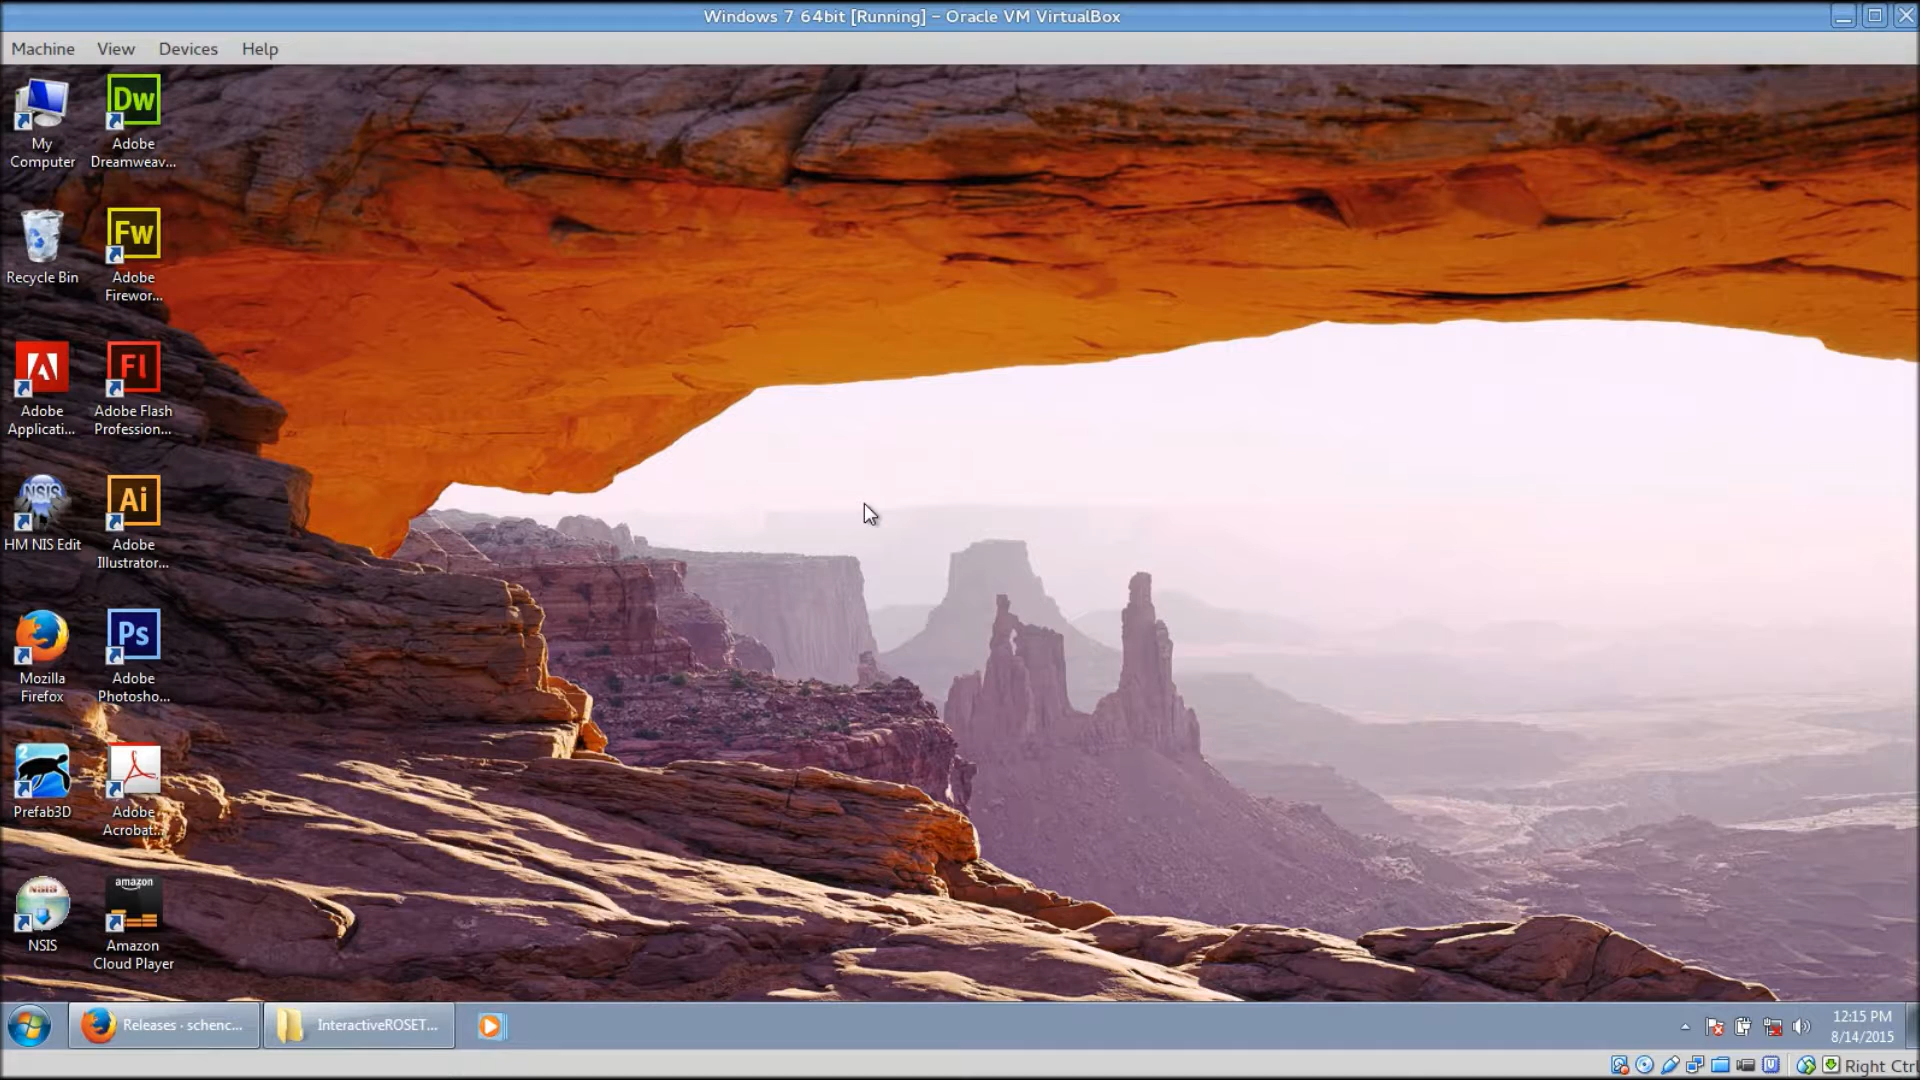 Windows 7 64bit [Running] - Oracle VM VirtualBox
Machine View Devices Help
My
Computer
Adobe
Dreamweav...
Recycle Bin
Adobe
Firewor...
Adobe
Applicati...
Adobe Flash
Profession...
HM NIS Edit
Adobe
Illustrator...
Mozilla
Firefox
Adobe
Photosho...
Prefab3D
Adobe
Acrobat...
NSIS
Amazon
Cloud Player
Dw
Fw
Fl
NSIS
Ai
Ps
2
amazon
Releases · schenc...
InteractiveROSET...
12:15 PM
8/14/2015
Right Ctrl